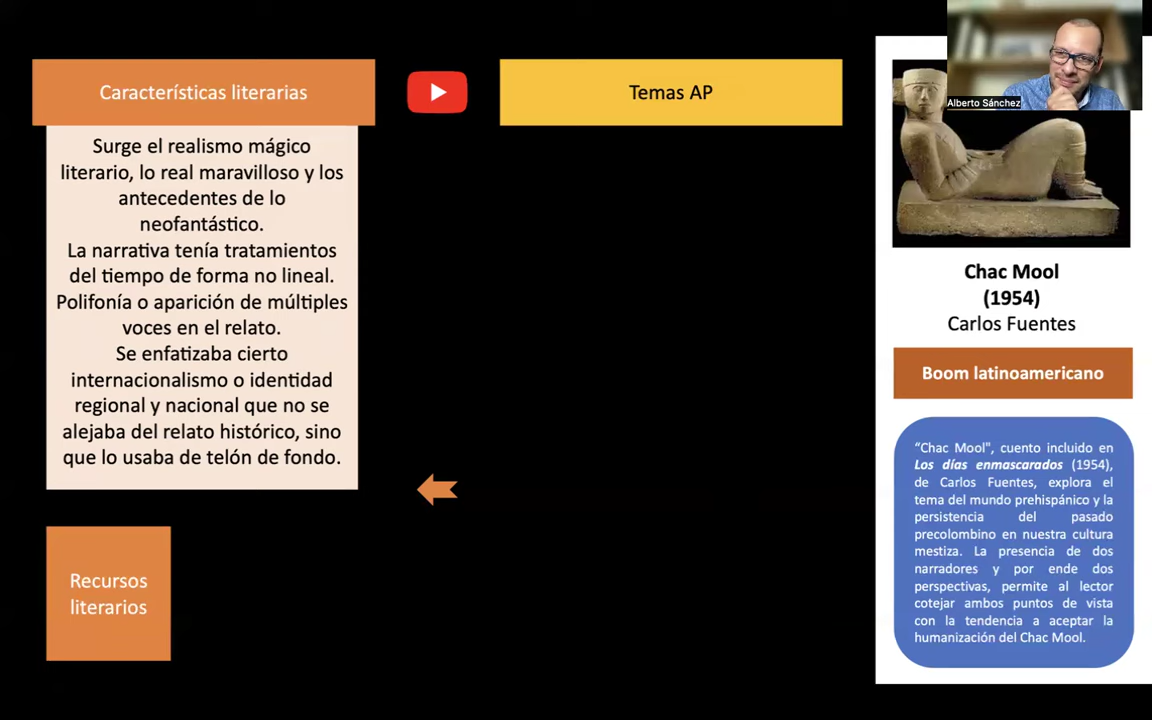 Características literarias
Surge el realismo mágico
literario, lo real maravilloso y los
antecedentes de lo
neofantástico.
La narrativa tenía tratamientos
del tiempo de forma no lineal.
Polifonía o aparición de múltiples
voces en el relato.
Se enfatizaba cierto
internacionalismo o identidad
regional y nacional que no se
alejaba del relato histórico, sino
que lo usaba de telón de fondo.
Recursos
literarios
Temas AP
Alberto Sánchez
Chac Mool
(1954)
Carlos Fuentes
Boom latinoamericano
“Chac Mool", cuento incluido en
Los días enmascarados (1954),
de Carlos Fuentes, explora el
tema del mundo prehispánico y la
persistencia del pasado
precolombino en nuestra cultura
mestiza. La presencia de dos
narradores y por ende dos
perspectivas, permite al lector
cotejar ambos puntos de vista
con la tendencia a aceptar la
humanización del Chac Mool.